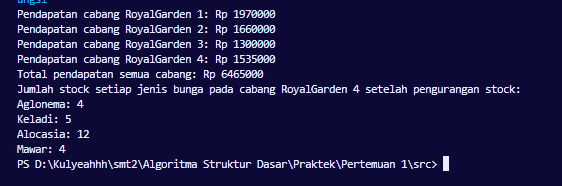 Pendapatan cabang RoyalGarden 1: Rp 1970000
Pendapatan cabang RoyalGarden 2: Rp 1660000
Pendapatan cabang RoyalGarden 3: Rp 1300000
Pendapatan cabang RoyalGarden 4: Rp 1535000
Total pendapatan semua cabang: Rp 6465000
Jumlah stock setiap jenis bunga pada cabang RoyalGarden 4 setelah pengurangan stock:
Aglonema: 4
Keladi: 5
Alocasia: 12
Mawar: 4
PS D:\Kulyeahhh\smt2\Algoritma Struktur Dasar\Praktek\Pertemuan 1\src>